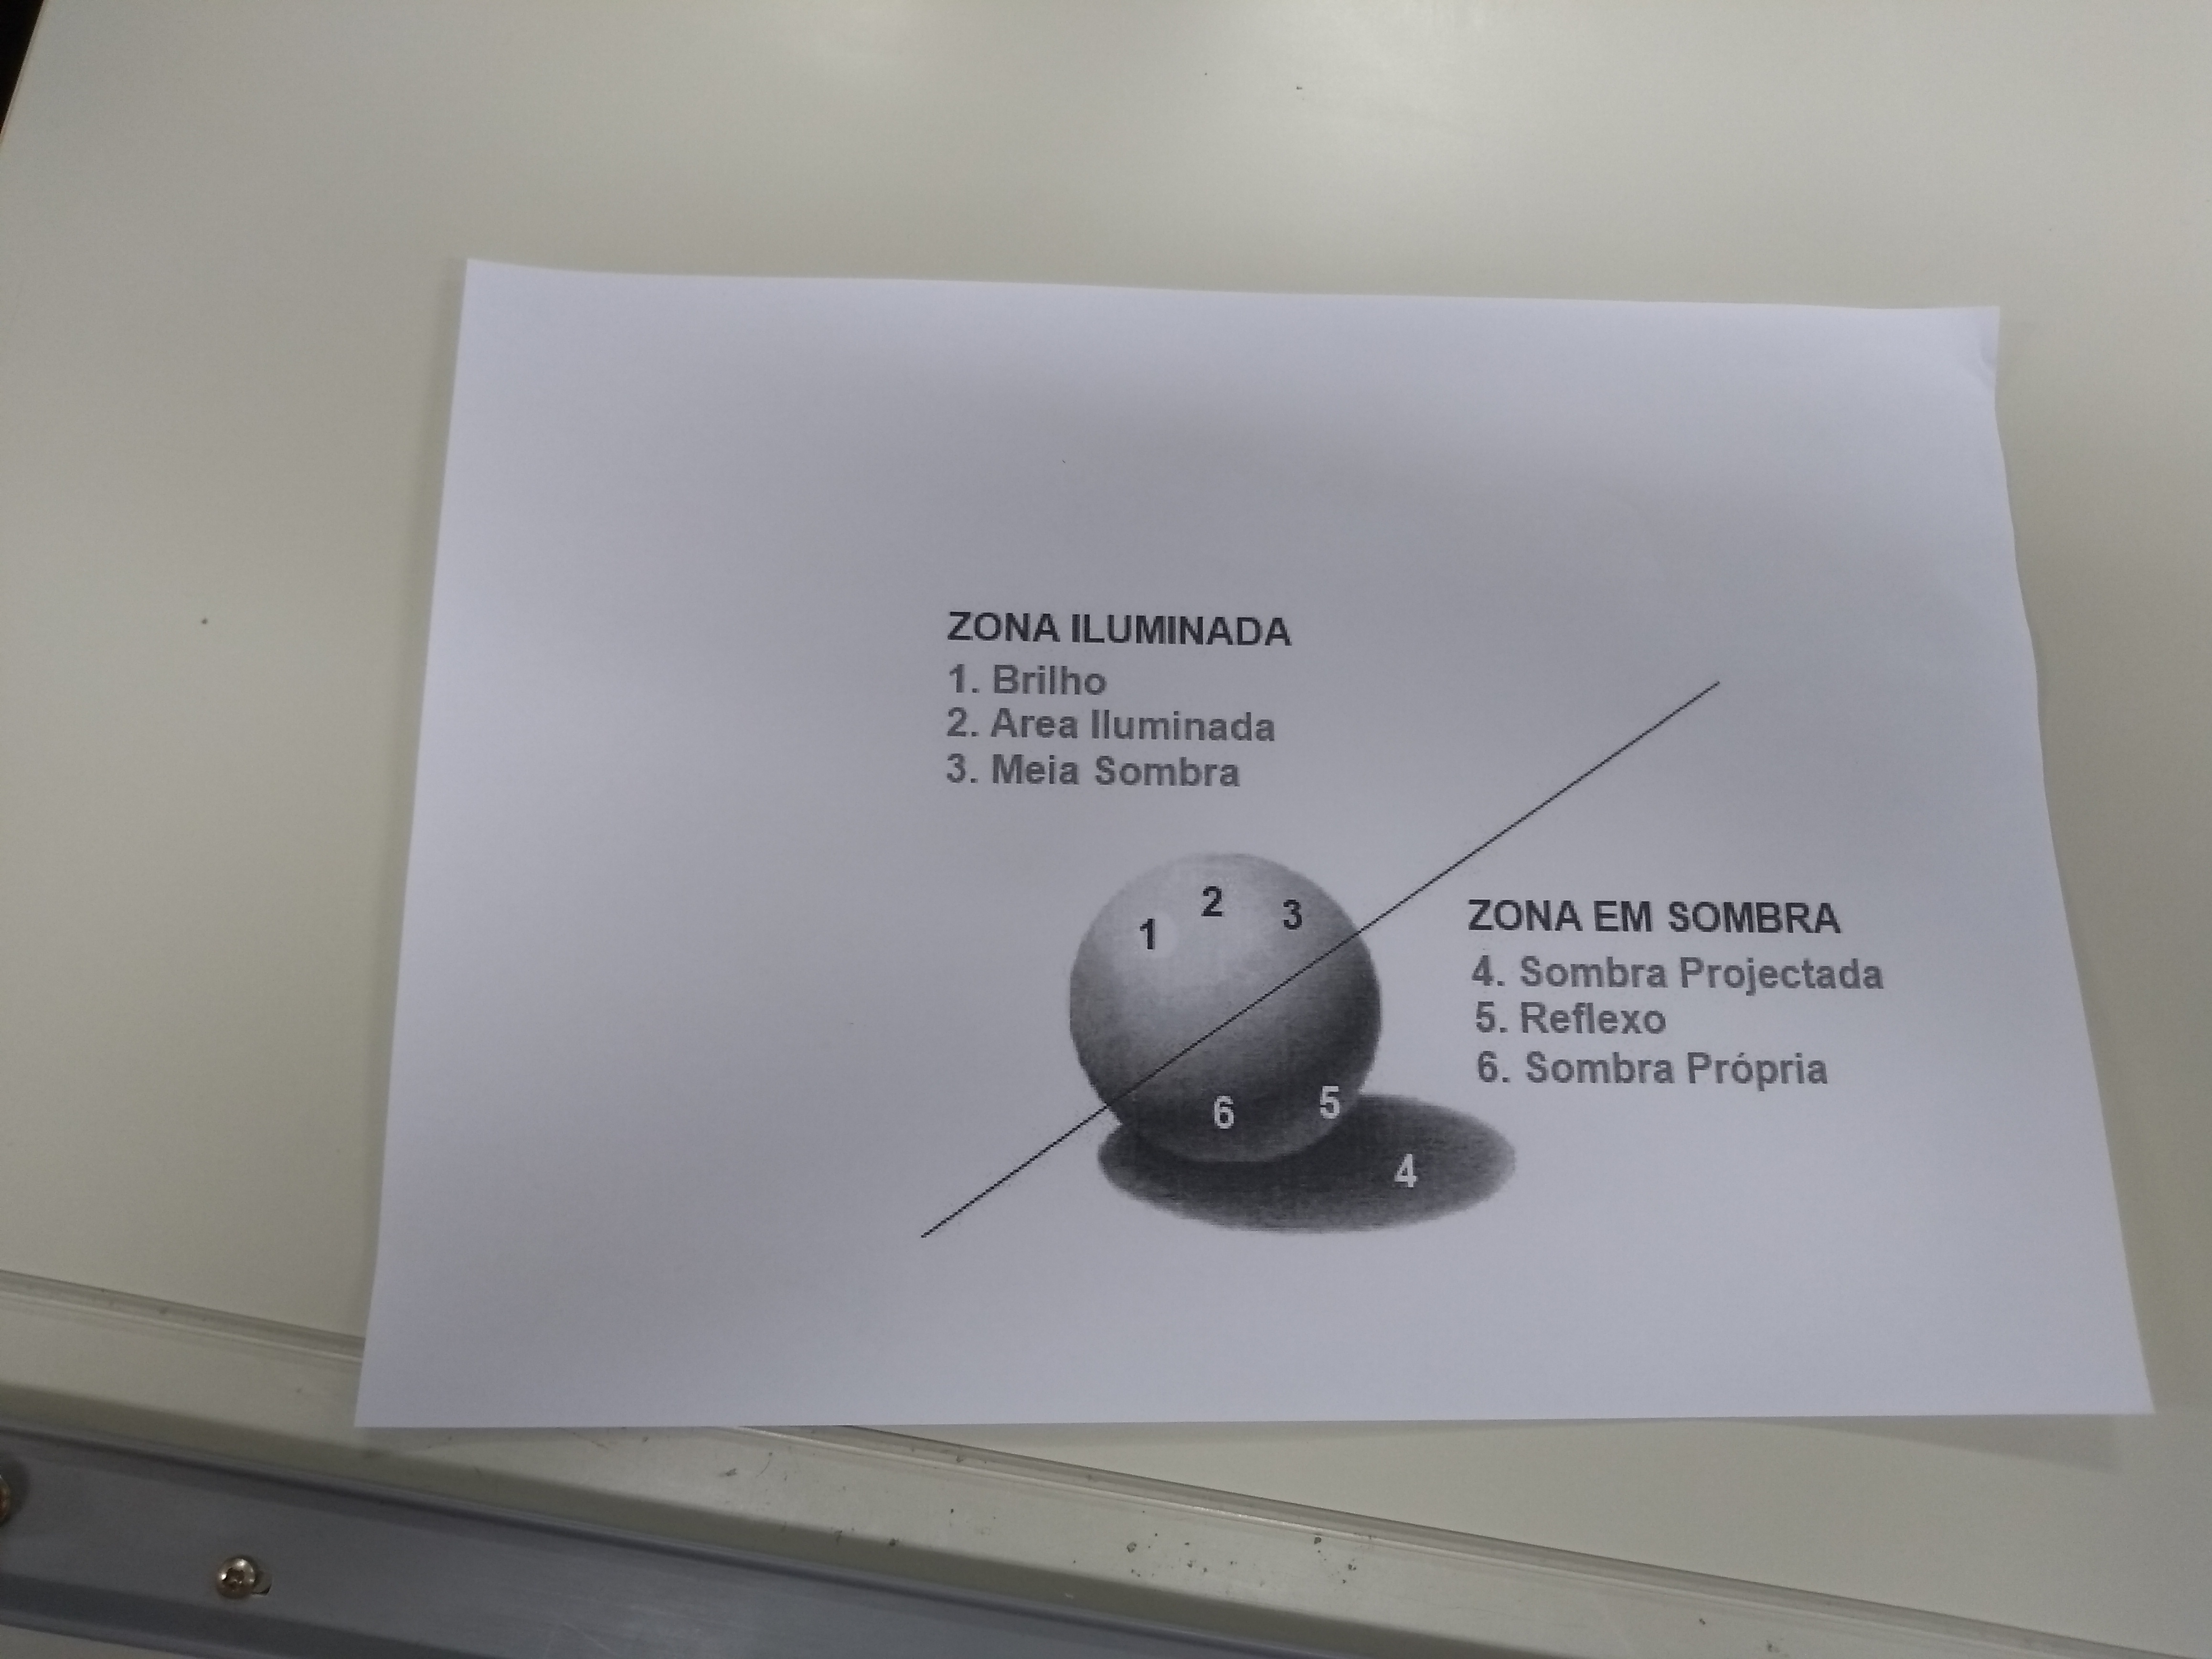 ZONA ILUMINADA
1. Brilho
2. Area Iluminada
3. Meia Sombra
2
3
1
ZONA EM SOMBRA
4. Sombra Projectada
5. Reflexo
6. Sombra Própria
6
5
4